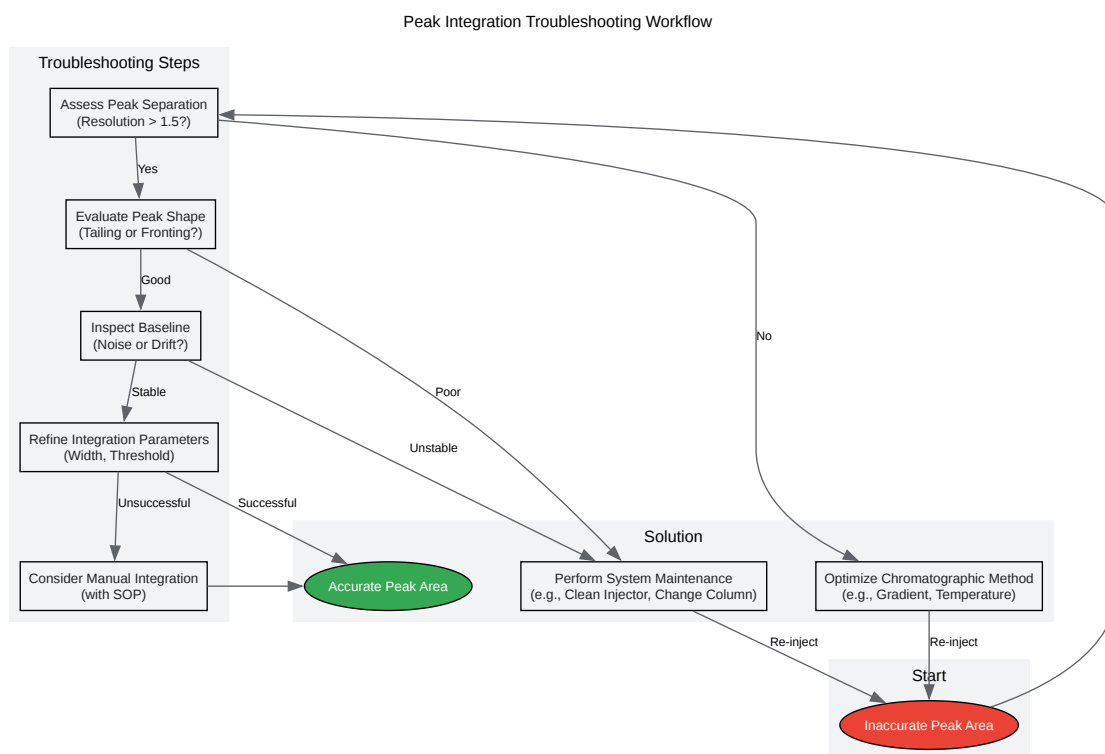 Peak Integration Troubleshooting Workflow
Troubleshooting Steps
Assess Peak Separation
(Resolution > 1.5?)
Yes
Evaluate Peak Shape
(Tailing or Fronting?)
Good
Inspect Baseline
(Noise or Drift?)
No
Stable
Poor
Refine Integration Parameters
(Width, Threshold)
Unstable
Unsuccessful
Successful
Solution
Consider Manual Integration
(with SOP)
Accurate Peak Area
Perform System Maintenance
(e.g., Clean Injector, Change Column)
Optimize Chromatographic Method
(e.g., Gradient, Temperature)
Re-inject
Re-inject
Start
Inaccurate Peak Area